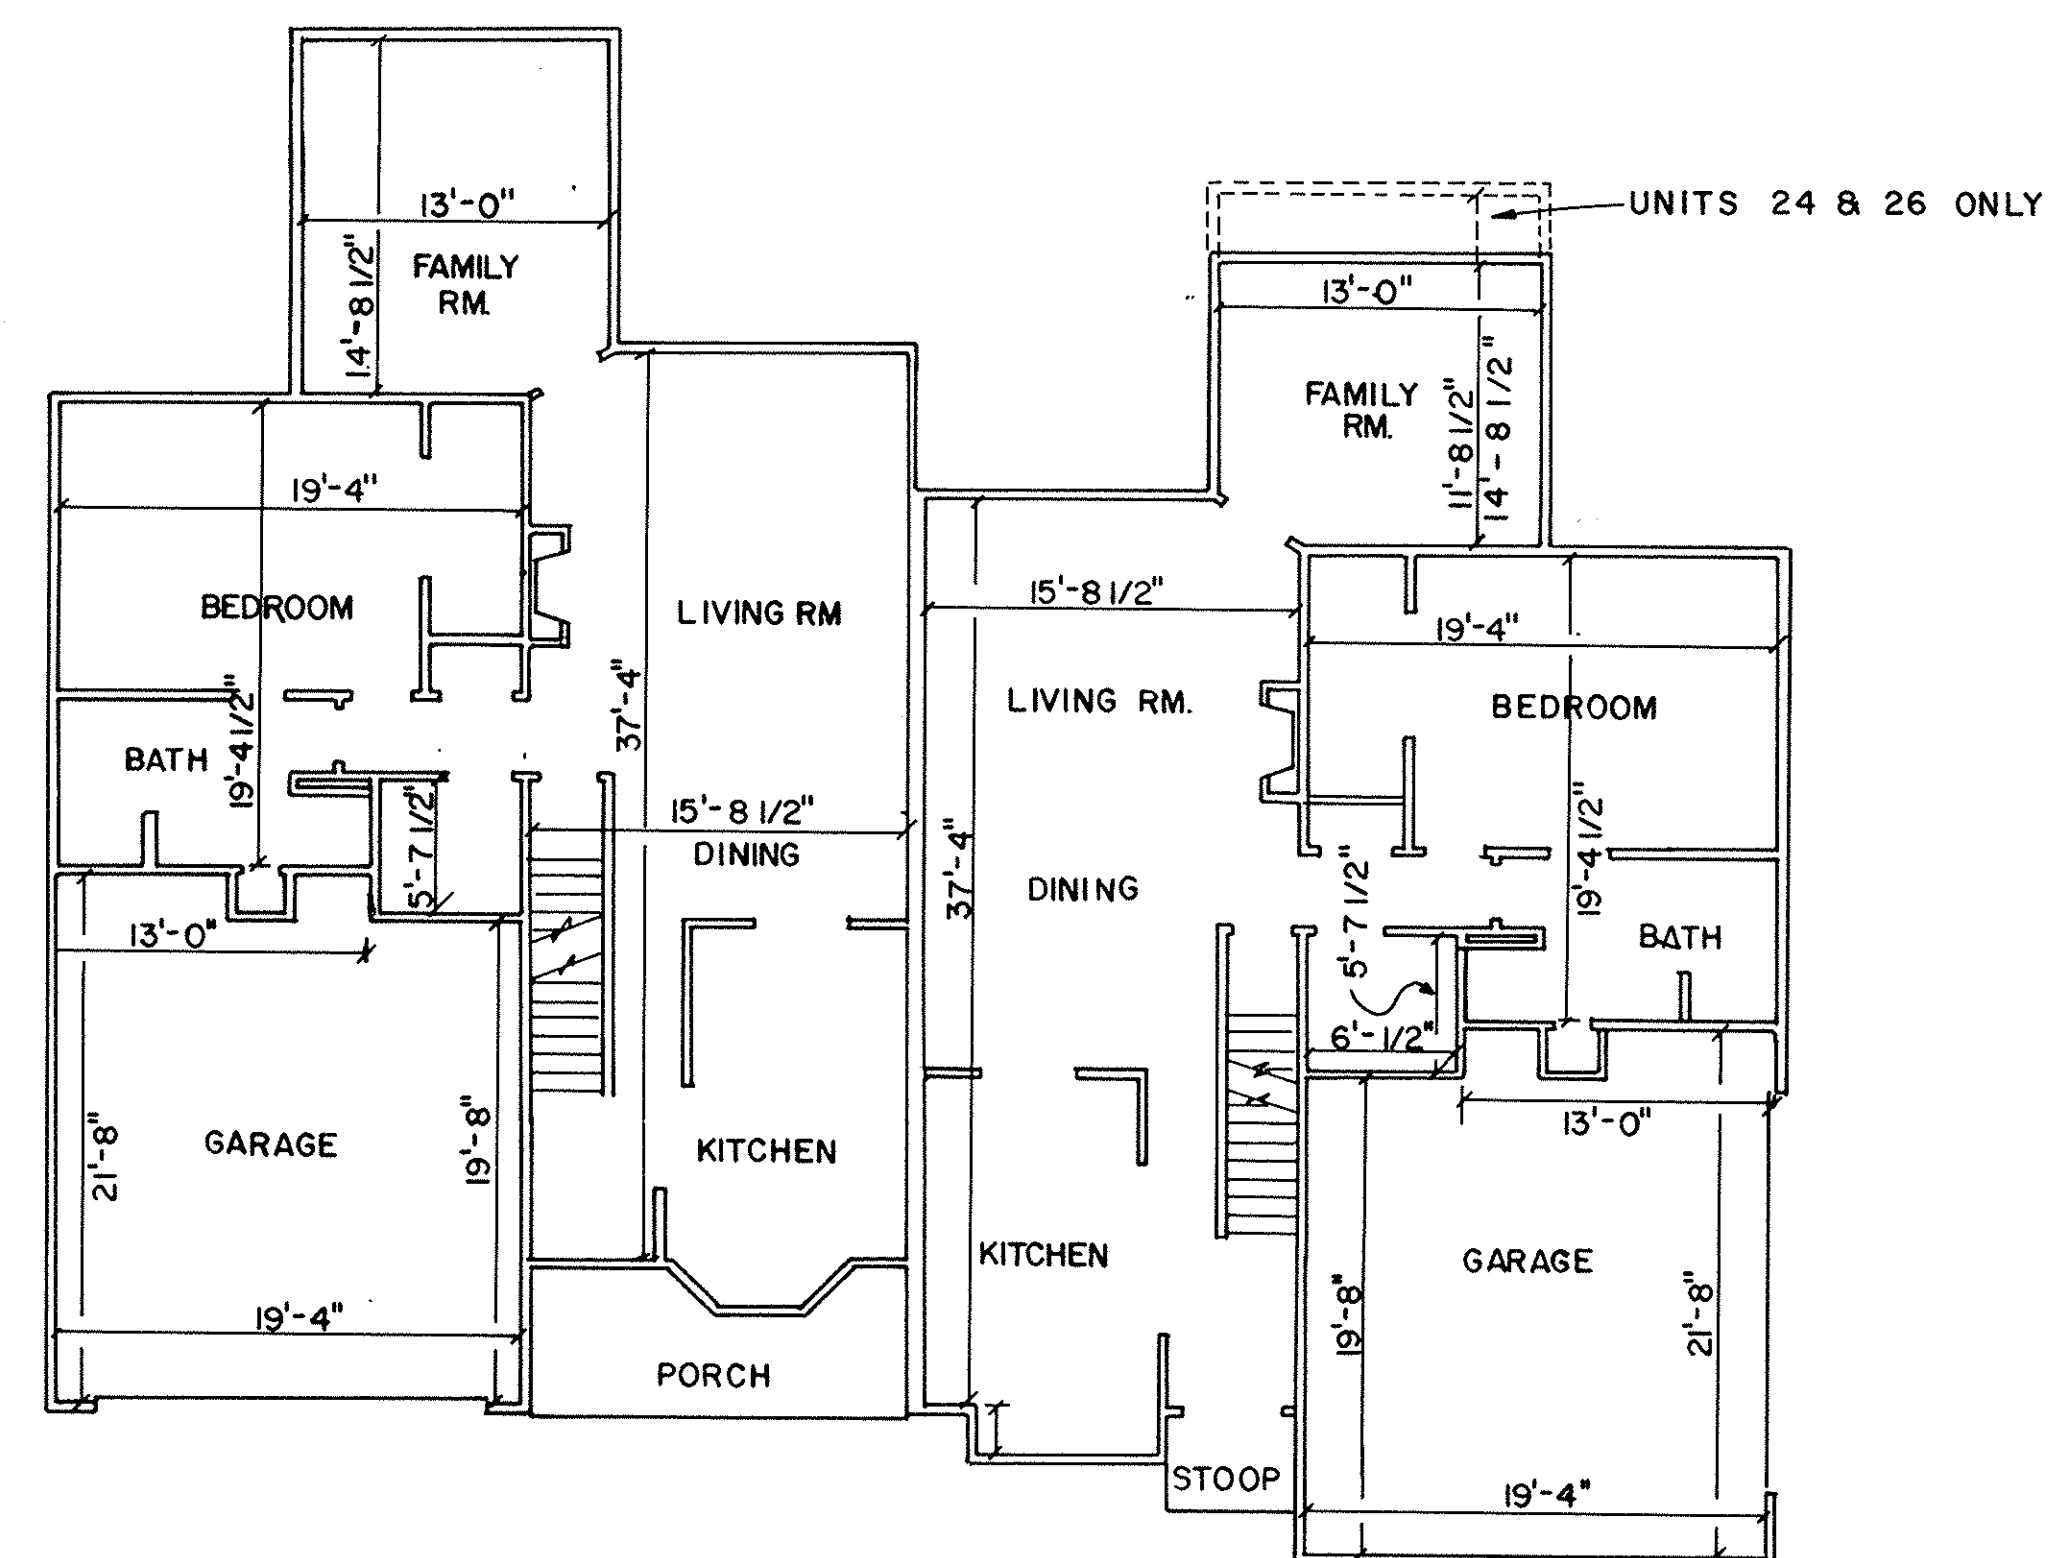 13'-0"
14'-8 1/2"
FAMILY
RM.
19'-4"
BEDROOM
19'-4 1/2"
BATH
5'-7 1/2"
13'-0"
21'-8"
GARAGE
19'-8"
19'-4"
LIVING RM
37'-4"
15'-8 1/2"
DINING
KITCHEN
PORCH
UNITS 24 & 26 ONLY
13'-0"
FAMILY
RM.
11'-8 1/2"
14'-8 1/2"
15'-8 1/2"
LIVING RM.
19'-4"
BEDROOM
19'-4 1/2"
37'-4"
DINING
5'-7 1/2"
BATH
6'-1/2"
13'-0"
KITCHEN
GARAGE
19'-8"
21'-8"
STOOP
19'-4"